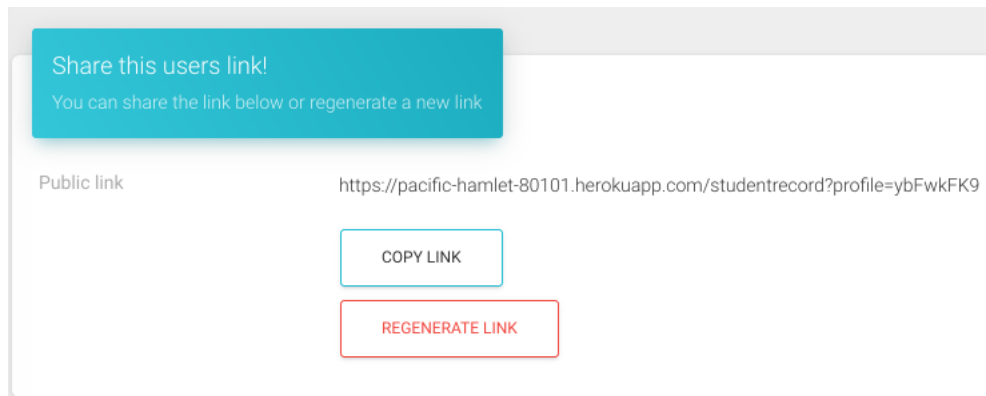 Share this users link!
You can share the link below or regenerate a new link
Public link
https://pacific-hamlet-80101.herokuapp.com/studentrecord?profile=ybFwkFK9
COPY LINK
REGENERATE LINK